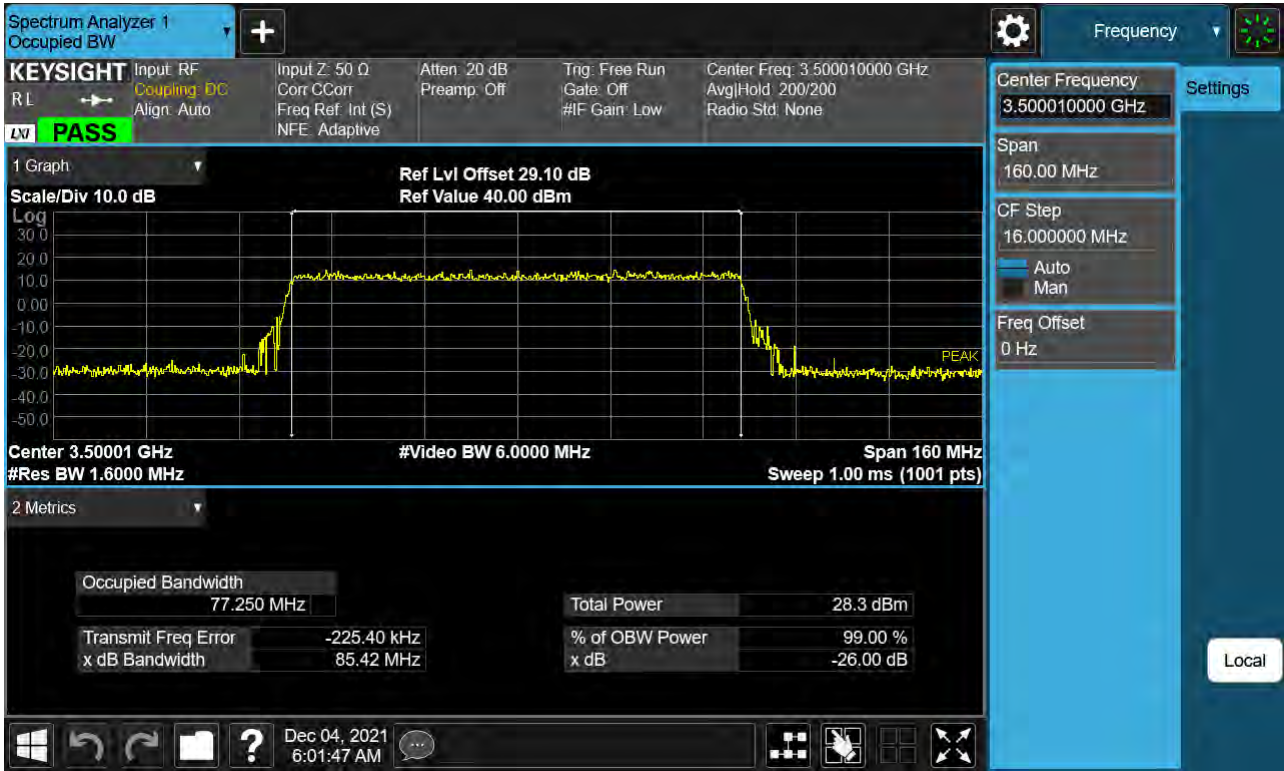 Spectrum Analyzer 1
Occupied BW
+
Frequency
KEYSIGHT
RL
LXI
PASS
Input: RF
Coupling: DC
Align: Auto
Input Z: 50 Ω
Corr CCorr
Freq Ref: Int (S)
NFE: Adaptive
Atten: 20 dB
Preamp: Off
Trig: Free Run
Gate: Off
#IF Gain: Low
Center Freq: 3.500010000 GHz
Avg|Hold: 200/200
Radio Std: None
Center Frequency
3.500010000 GHz
Settings
Span
160.00 MHz
CF Step
16.000000 MHz
Auto
Man
Freq Offset
0 Hz
Local
1 Graph
Scale/Div 10.0 dB
Ref Lvl Offset 29.10 dB
Ref Value 40.00 dBm
Log
30.0
20.0
10.0
0.00
-10.0
-20.0
-30.0
-40.0
-50.0
PEAK
Center 3.50001 GHz
#Video BW 6.0000 MHz
Span 160 MHz
#Res BW 1.6000 MHz
Sweep 1.00 ms (1001 pts)
2 Metrics
Occupied Bandwidth
77.250 MHz
Total Power 28.3 dBm
Transmit Freq Error -225.40 kHz
% of OBW Power 99.00 %
x dB Bandwidth 85.42 MHz
x dB -26.00 dB
?
Dec 04, 2021
6:01:47 AM